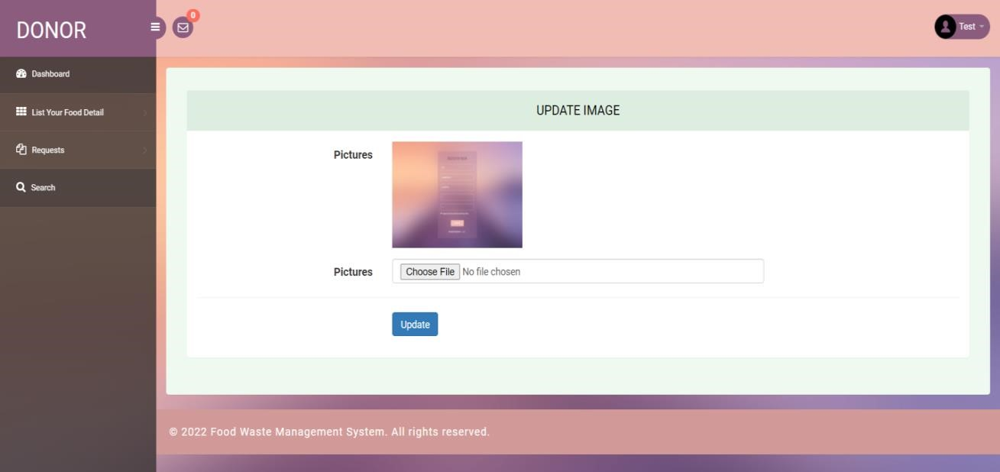 DONOR
0
Test
Dashboard
List Your Food Detail
Requests
Search
UPDATE IMAGE
Pictures
Pictures
Choose File No file chosen
Update
© 2022 Food Waste Management System. All rights reserved.